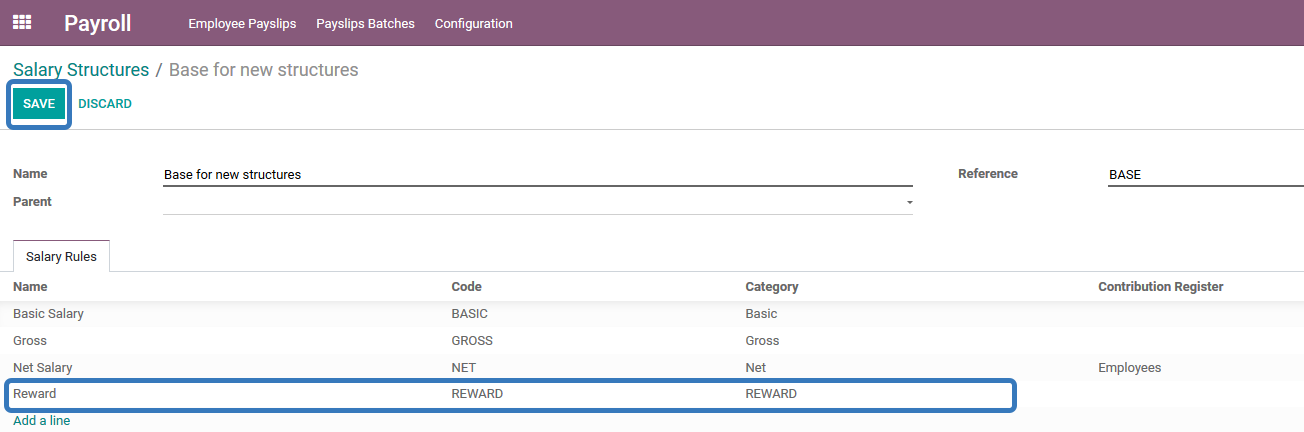 Payroll Employee Payslips Payslips Batches Configuration
Salary Structures / Base for new structures
SAVE DISCARD
Name Base for new structures Reference BASE
Parent
Salary Rules
Name Code Category Contribution Register
Basic Salary BASIC Basic
Gross GROSS Gross
Net Salary NET Net Employees
Reward REWARD REWARD
Add a line